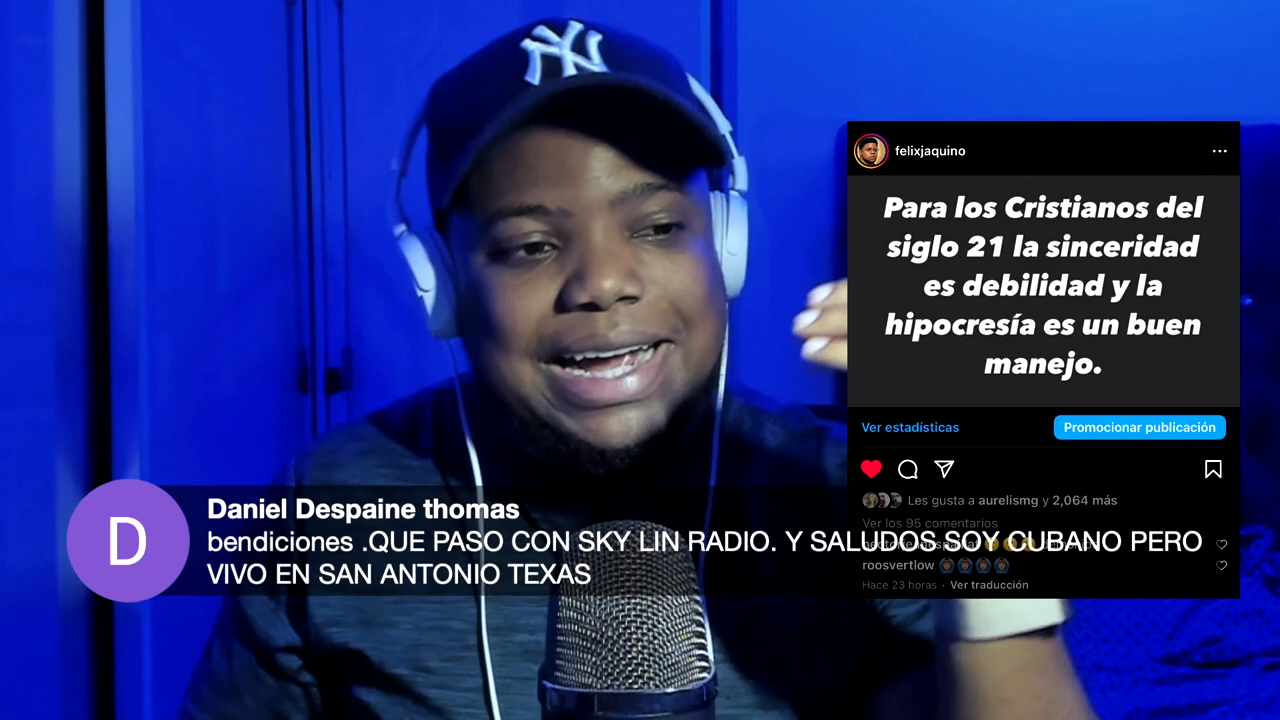 NY
felixjaquino
Para los Cristianos del
siglo 21 la sinceridad
es debilidad y la
hipocresía es un buen
manejo.
Ver estadísticas
Promocionar publicación
Les gusta a aurelismg y 2,064 más
Ver los 95 comentarios
roosvertlow
Hace 23 horas · Ver traducción
D
Daniel Despaine thomas
bendiciones .QUE PASO CON SKY LIN RADIO. Y SALUDOS SOY CUBANO PERO
VIVO EN SAN ANTONIO TEXAS